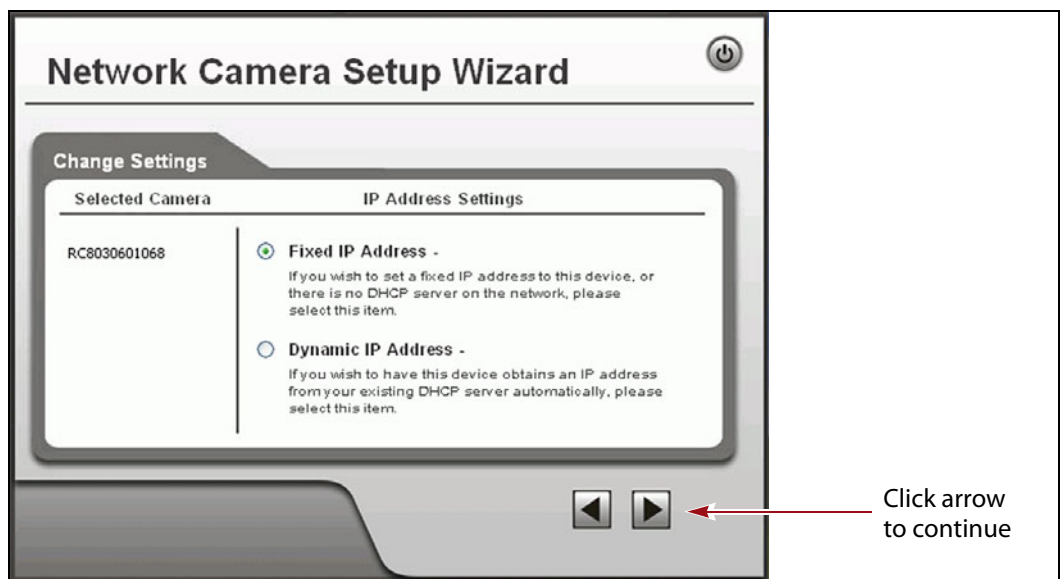 Network Camera Setup Wizard
Change Settings
Selected Camera
IP Address Settings
RC8030601068
Fixed IP Address -
If you wish to set a fixed IP address to this device, or
there is no DHCP server on the network, please
select this item.
Dynamic IP Address -
If you wish to have this device obtains an IP address
from your existing DHCP server automatically, please
select this item.
Click arrow
to continue